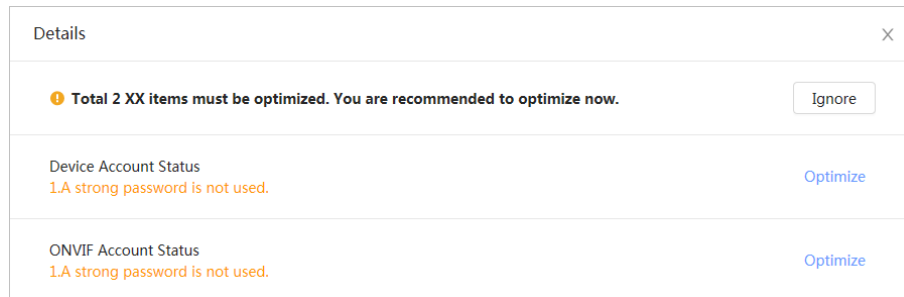 Details
Total 2 XX items must be optimized. You are recommended to optimize now.
Ignore
Device Account Status
1.A strong password is not used.
Optimize
ONVIF Account Status
1.A strong password is not used.
Optimize